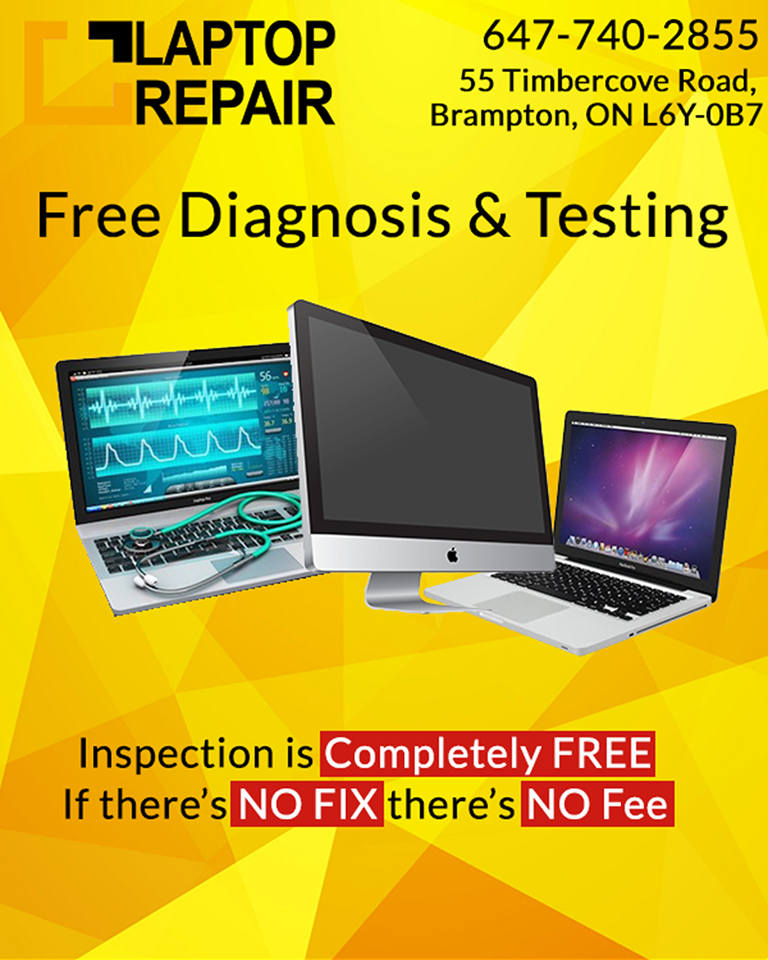 LAPTOP
REPAIR
647-740-2855
55 Timbercove Road,
Brampton, ON L6Y-0B7
Free Diagnosis & Testing
56
Inspection is Completely FREE
If there's NO FIX there's NO Fee